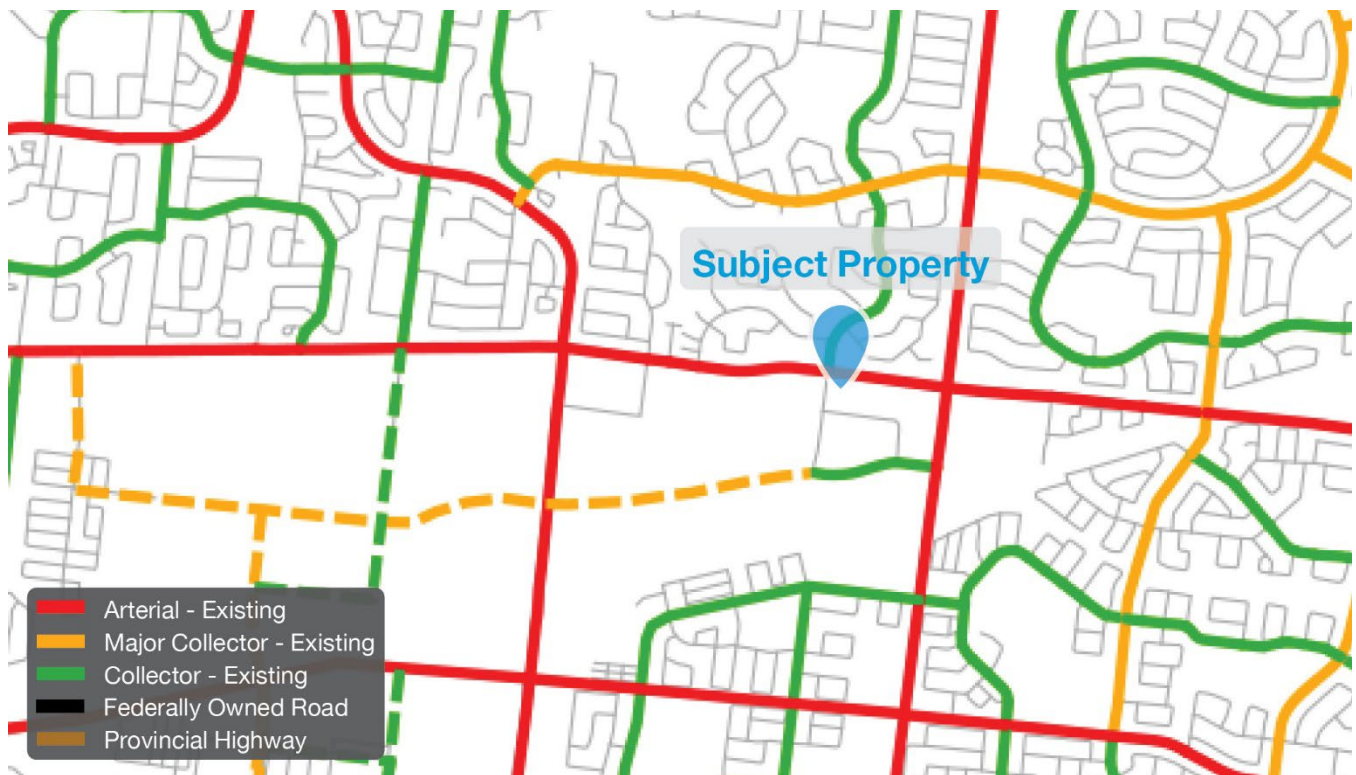 Subject Property
Arterial - Existing
Major Collector - Existing
Collector - Existing
Federally Owned Road
Provincial Highway